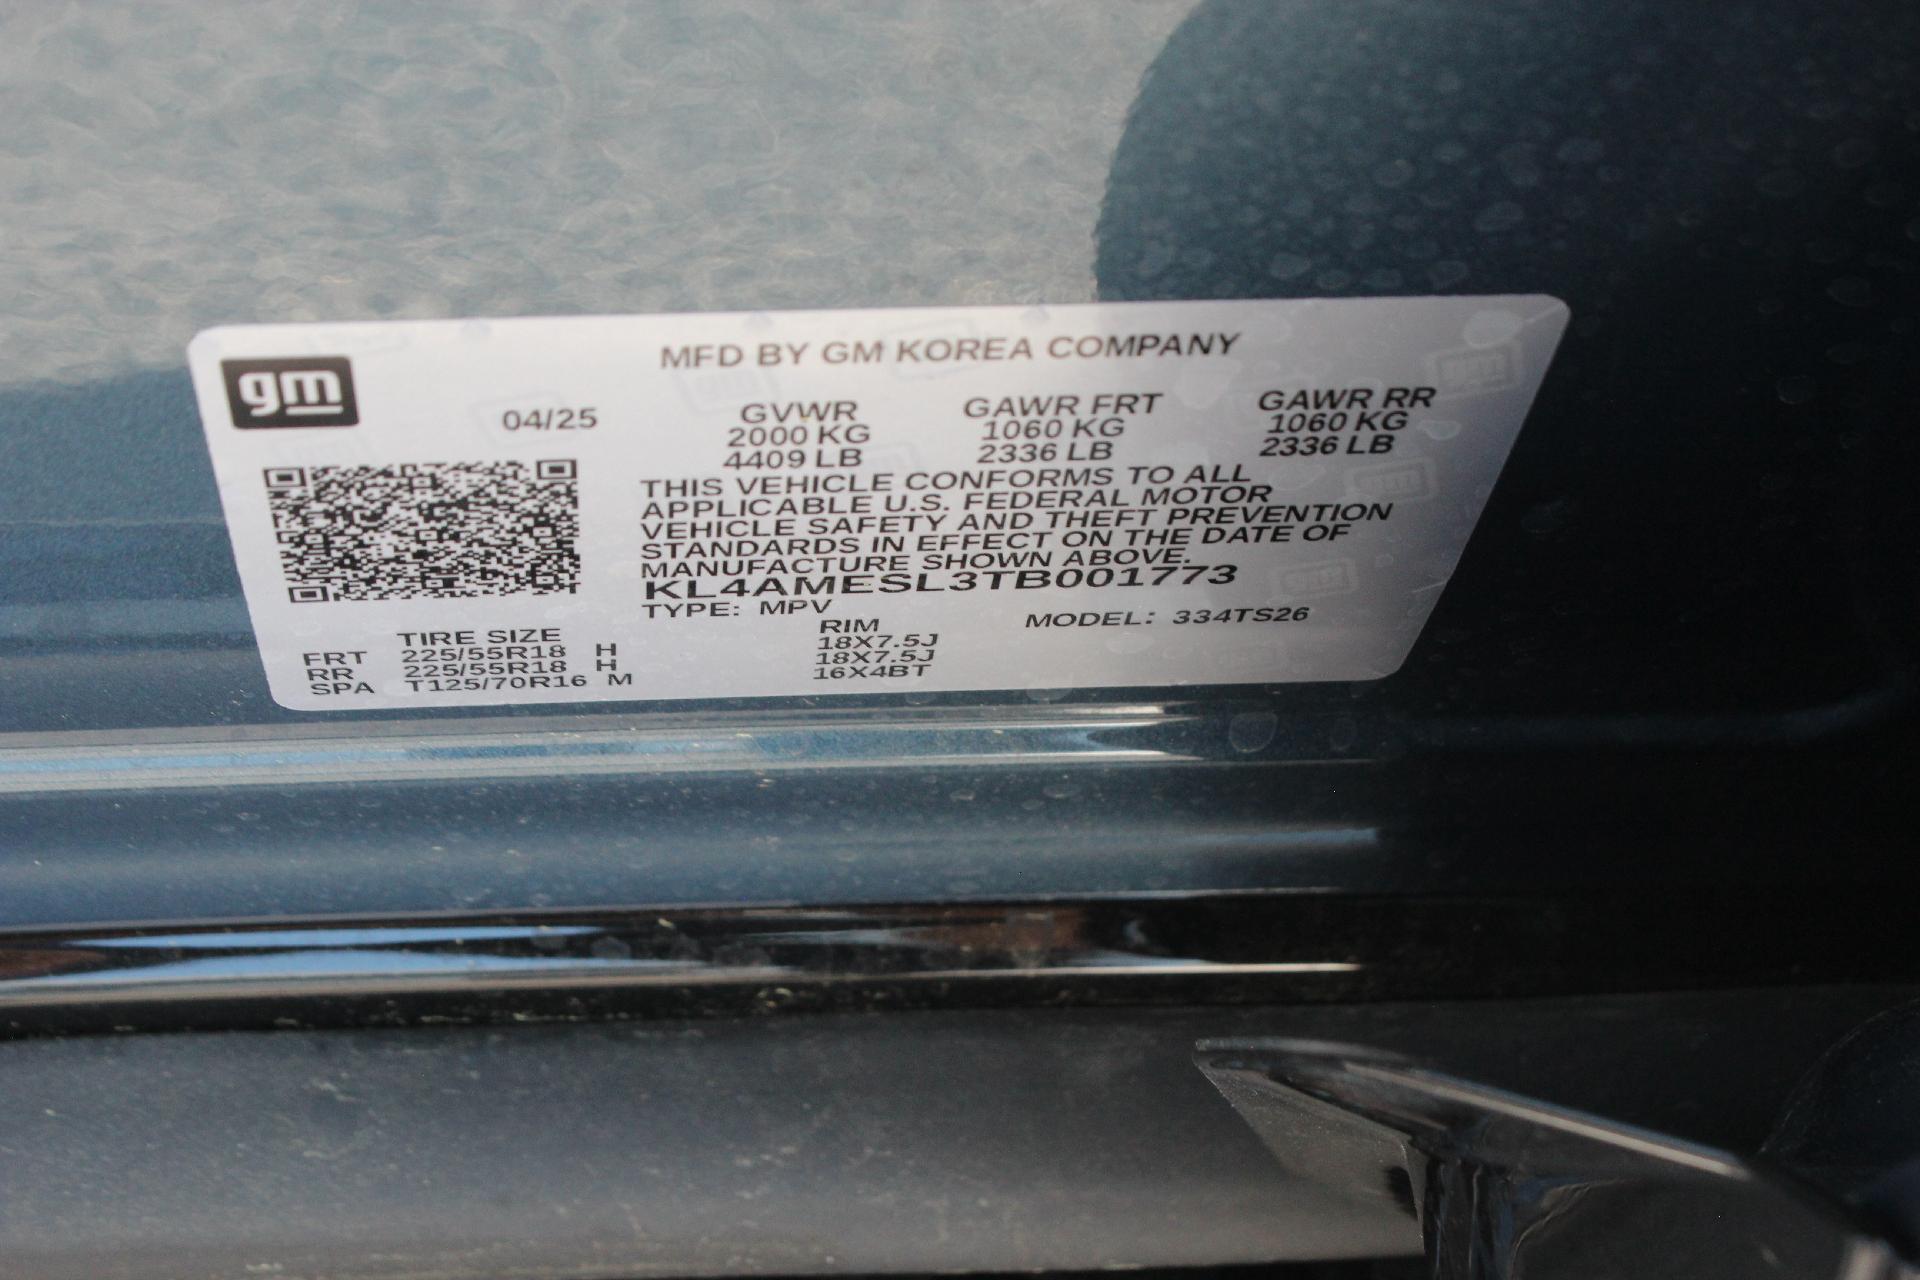 gm
MFD BY GM KOREA COMPANY
04/25
GVWR GAWR FRT GAWR RR
2000 KG 1060 KG 1060 KG
4409 LB 2336 LB 2336 LB
THIS VEHICLE CONFORMS TO ALL
APPLICABLE U.S. FEDERAL MOTOR
VEHICLE SAFETY AND THEFT PREVENTION
STANDARDS IN EFFECT ON THE DATE OF
MANUFACTURE SHOWN ABOVE.
KL4AMESL3TB001773
TYPE: MPV MODEL: 334TS26
TIRE SIZE RIM
FRT 225/55R18 H 18X7.5J
RR 225/55R18 H 18X7.5J
SPA T125/70R16 M 16X4BT